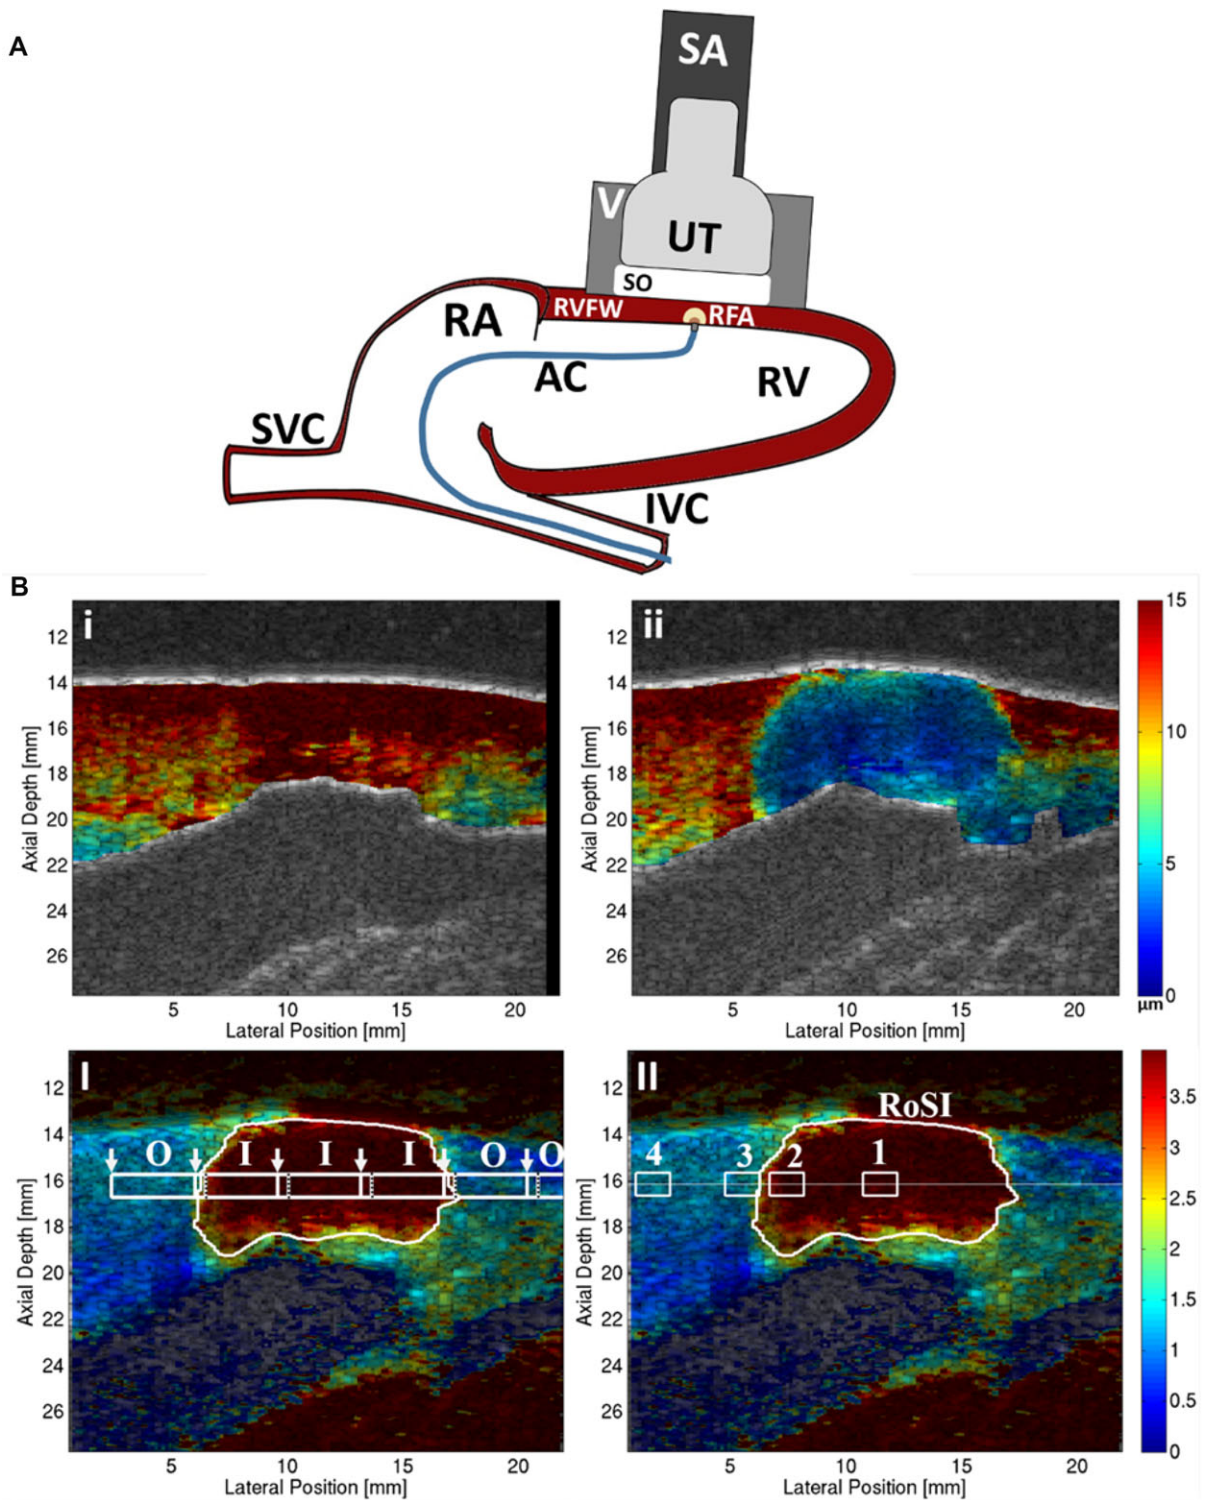 A
SA
V
UT
SO
RVFW
RFA
RA
AC
RV
SVC
IVC
B
i
ii
12
14
16
18
20
22
24
26
Axial Depth [mm]
5
10
15
20
Lateral Position [mm]
12
14
16
18
20
22
24
26
Axial Depth [mm]
5
10
15
20
Lateral Position [mm]
15
10
5
0
µm
I
O I I I O O
12
14
16
18
20
22
24
26
Axial Depth [mm]
5
10
15
20
Lateral Position [mm]
II
RoSI
4 3 2 1
12
14
16
18
20
22
24
26
Axial Depth [mm]
5
10
15
20
Lateral Position [mm]
3.5
3
2.5
2
1.5
1
0.5
0